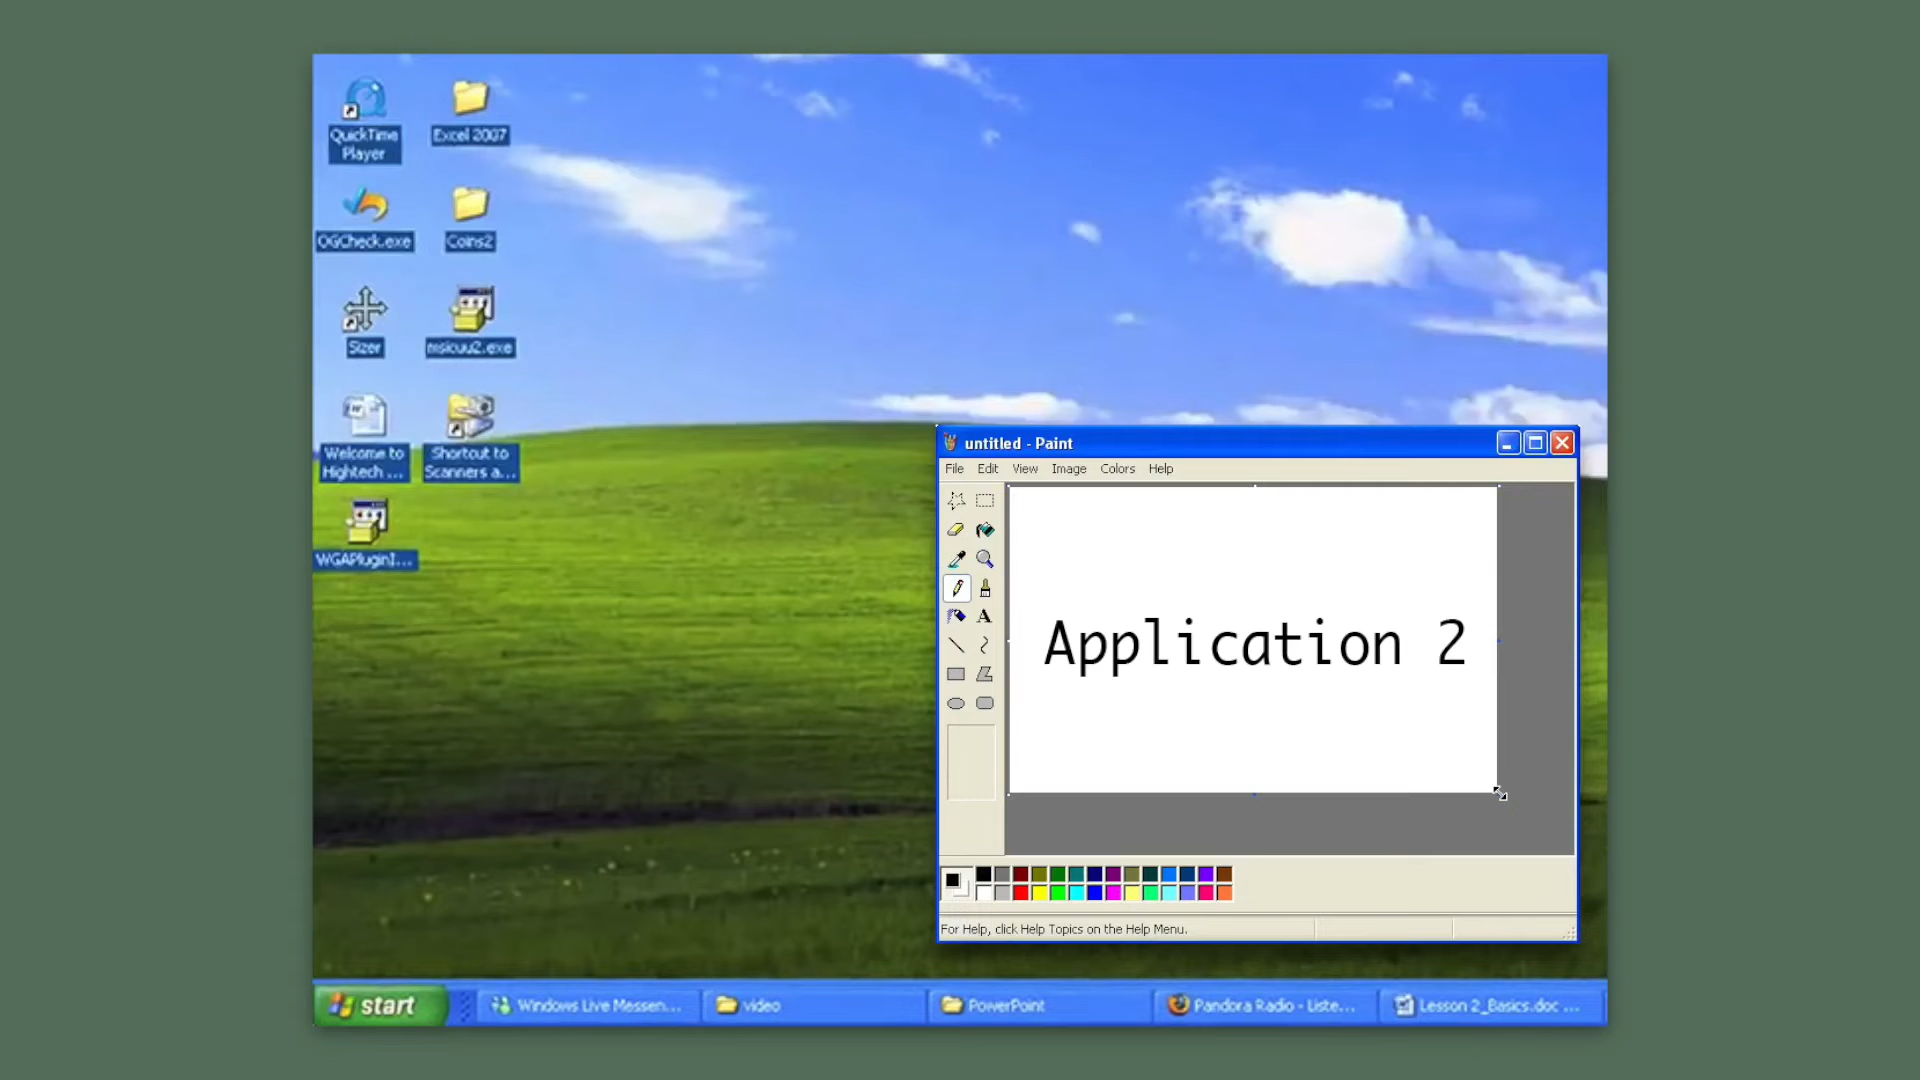 QuickTime
Player
Excel 2007
OGCheck.exe
Coins2
Sizer
msicuu2.exe
Welcome to
Hightech ...
Shortcut to
Scanners a...
WGAPluginI...
untitled - Paint
File Edit View Image Colors Help
A
Application 2
For Help, click Help Topics on the Help Menu.
start
Windows Live Messen...
video
PowerPoint
Pandora Radio - Liste...
Lesson 2_Basics.doc ...